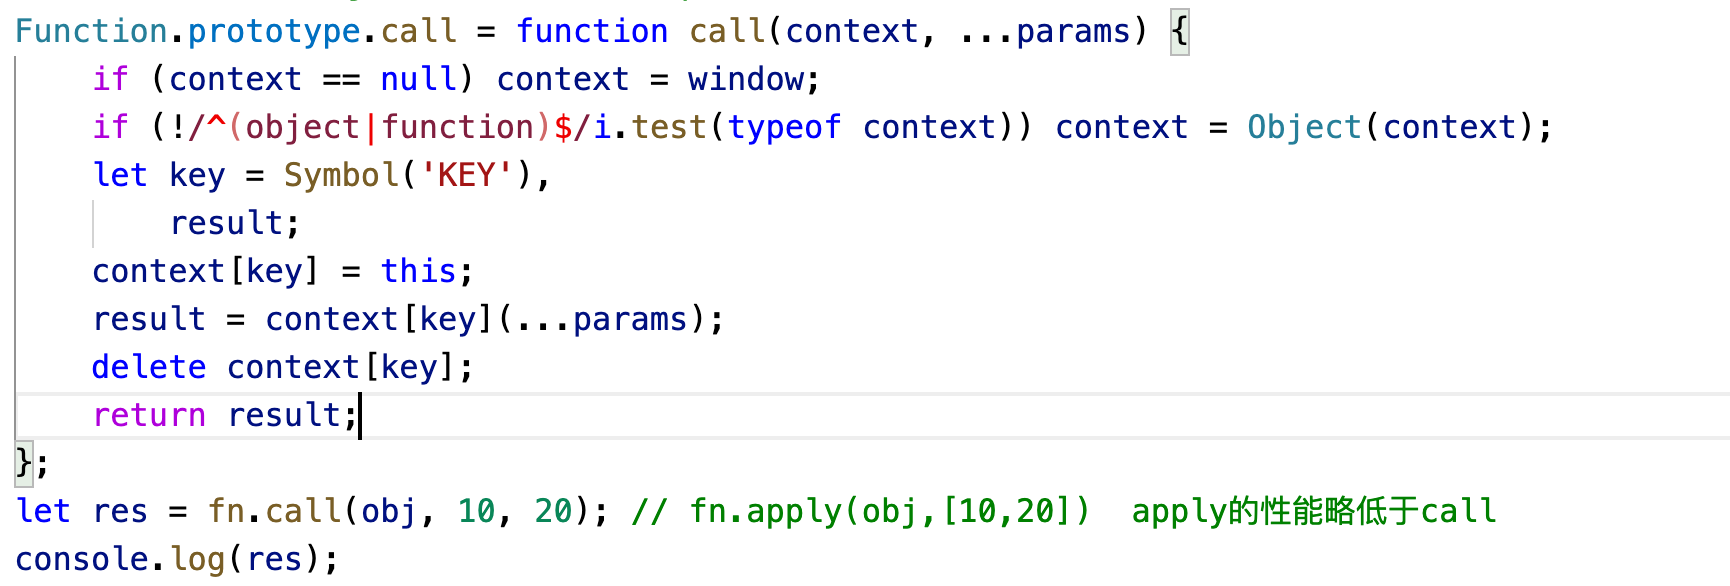 Function.prototype.call = function call(context, ...params) {
    if (context == null) context = window;
    if (!/^(object|function)$/i.test(typeof context)) context = Object(context);
    let key = Symbol('KEY'),
        result;
    context[key] = this;
    result = context[key](...params);
    delete context[key];
    return result;
};
let res = fn.call(obj, 10, 20); // fn.apply(obj,[10,20])  apply的性能略低于call
console.log(res);